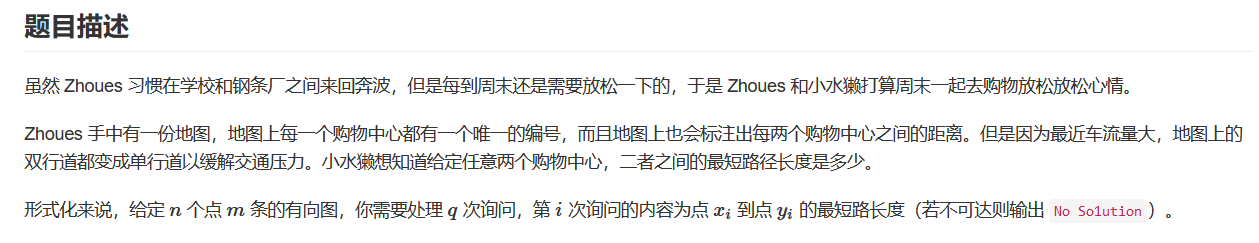 题目描述
虽然 Zhoues 习惯在学校和钢条厂之间来回奔波，但是每到周末还是需要放松一下的，于是 Zhoues 和小水獭打算周末一起去购物放松放松心情。
Zhoues 手中有一份地图，地图上每一个购物中心都有一个唯一的编号，而且地图上也会标注出每两个购物中心之间的距离。但是因为最近车流量大，地图上的
双行道都变成单行道以缓解交通压力。小水獭想知道给定任意两个购物中心，二者之间的最短路径长度是多少。
形式化来说，给定 n 个点 m 条的有向图，你需要处理 q 次询问，第 i 次询问的内容为点 x_i 到点 y_i 的最短路长度（若不可达则输出 No So1ution）。